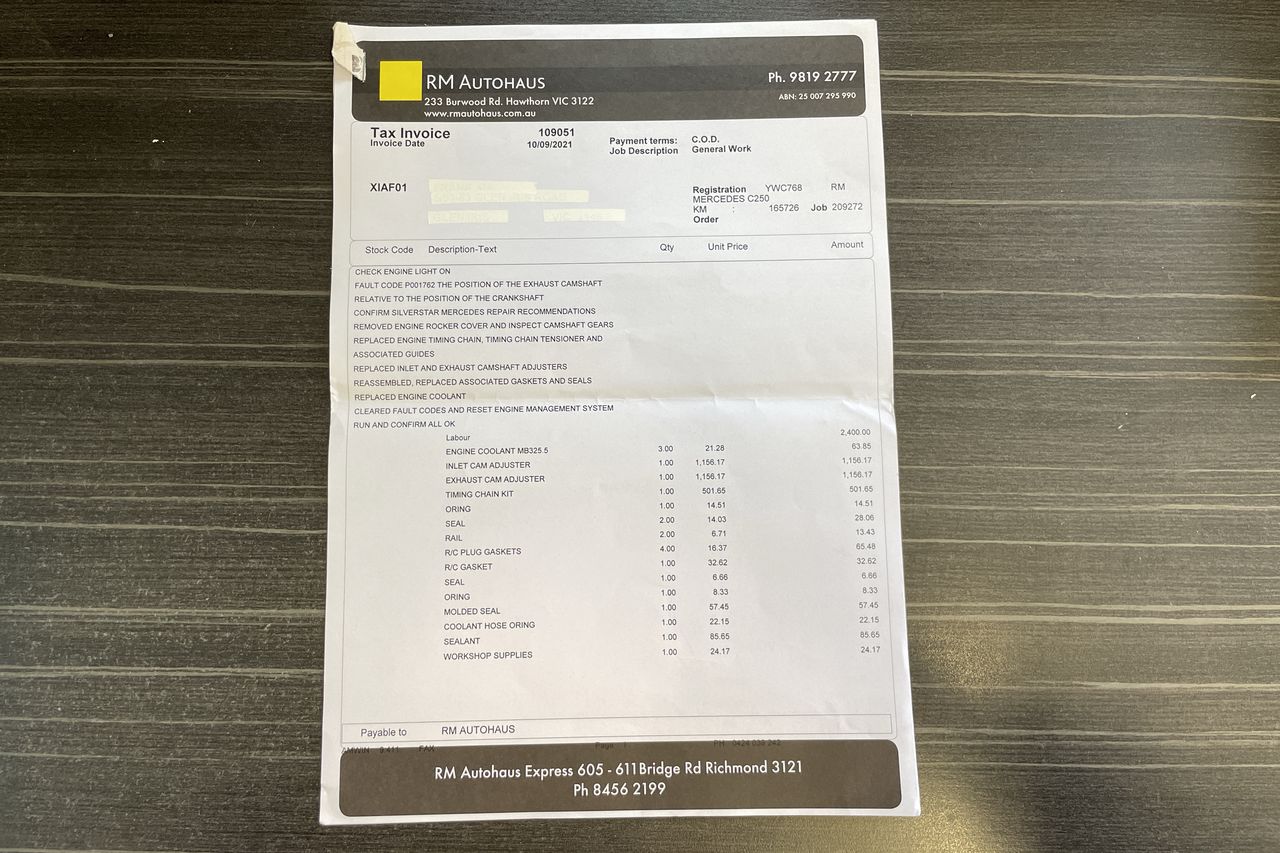 RM AUTOHAUS
233 Burwood Rd. Hawthorn VIC 3122
www.rmautohaus.com.au
Ph. 9819 2777
ABN: 25 007 295 990
Tax Invoice 109051
Invoice Date 10/09/2021
Payment terms: C.O.D.
Job Description General Work
XIAF01
Registration YWC768 RM
MERCEDES C250
KM : 165726 Job 209272
Order
Stock Code Description-Text Qty Unit Price Amount
CHECK ENGINE LIGHT ON
FAULT CODE P001762 THE POSITION OF THE EXHAUST CAMSHAFT
RELATIVE TO THE POSITION OF THE CRANKSHAFT
CONFIRM SILVERSTAR MERCEDES REPAIR RECOMMENDATIONS
REMOVED ENGINE ROCKER COVER AND INSPECT CAMSHAFT GEARS
REPLACED ENGINE TIMING CHAIN, TIMING CHAIN TENSIONER AND
ASSOCIATED GUIDES
REPLACED INLET AND EXHAUST CAMSHAFT ADJUSTERS
REASSEMBLED, REPLACED ASSOCIATED GASKETS AND SEALS
REPLACED ENGINE COOLANT
CLEARED FAULT CODES AND RESET ENGINE MANAGEMENT SYSTEM
RUN AND CONFIRM ALL OK
Labour 2,400.00
ENGINE COOLANT MB325.5 3.00 21.28 63.85
INLET CAM ADJUSTER 1.00 1,156.17 1,156.17
EXHAUST CAM ADJUSTER 1.00 1,156.17 1,156.17
TIMING CHAIN KIT 1.00 501.65 501.65
ORING 1.00 14.51 14.51
SEAL 2.00 14.03 28.06
RAIL 2.00 6.71 13.43
R/C PLUG GASKETS 4.00 16.37 65.48
R/C GASKET 1.00 32.62 32.62
SEAL 1.00 6.66 6.66
ORING 1.00 8.33 8.33
MOLDED SEAL 1.00 57.45 57.45
COOLANT HOSE ORING 1.00 22.15 22.15
SEALANT 1.00 85.65 85.65
WORKSHOP SUPPLIES 1.00 24.17 24.17
Payable to RM AUTOHAUS
AMWIN 9.411 FAX Page 1 PH 0424 039 242
RM Autohaus Express 605 - 611 Bridge Rd Richmond 3121
Ph 8456 2199